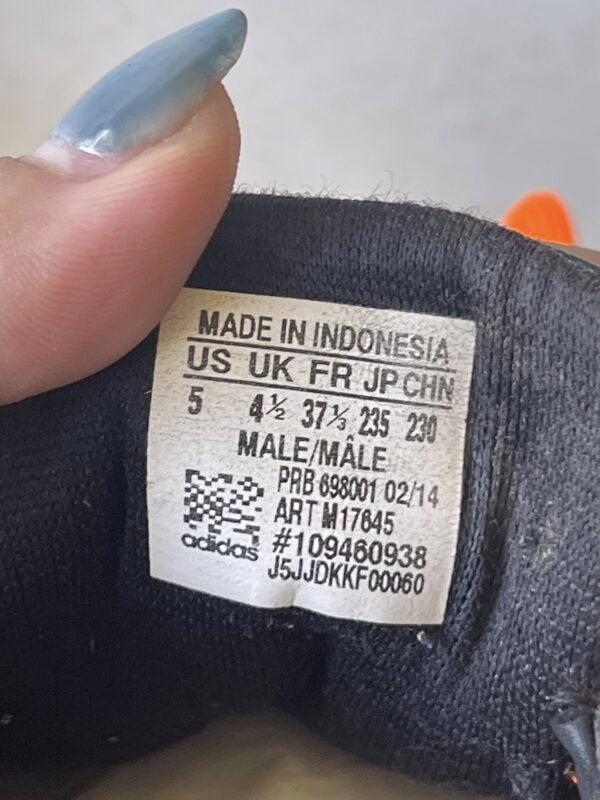 MADE IN INDONESIA
US UK FR JP CHN
5 4½ 37⅓ 235 230
MALE/MÂLE
PRB 698001 02/14
ART M17645
adidas #109460938
J5JJDKKF00060